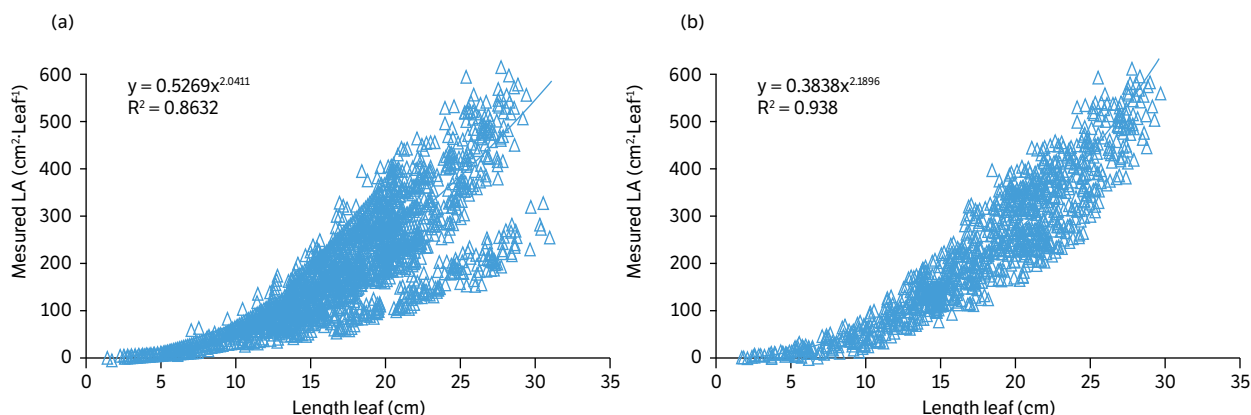 (a)
y = 0.5269x^2.0411
R² = 0.8632
Mesured LA (cm²·Leaf⁻¹)
600
500
400
300
200
100
0
0 5 10 15 20 25 30 35
Length leaf (cm)
(b)
y = 0.3838x^2.1896
R² = 0.938
Mesured LA (cm²·Leaf⁻¹)
600
500
400
300
200
100
0
0 5 10 15 20 25 30 35
Length leaf (cm)